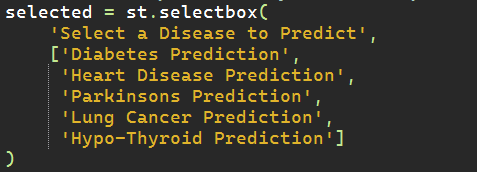 selected = st.selectbox(
    'Select a Disease to Predict',
    ['Diabetes Prediction',
     'Heart Disease Prediction',
     'Parkinsons Prediction',
     'Lung Cancer Prediction',
     'Hypo-Thyroid Prediction']
)